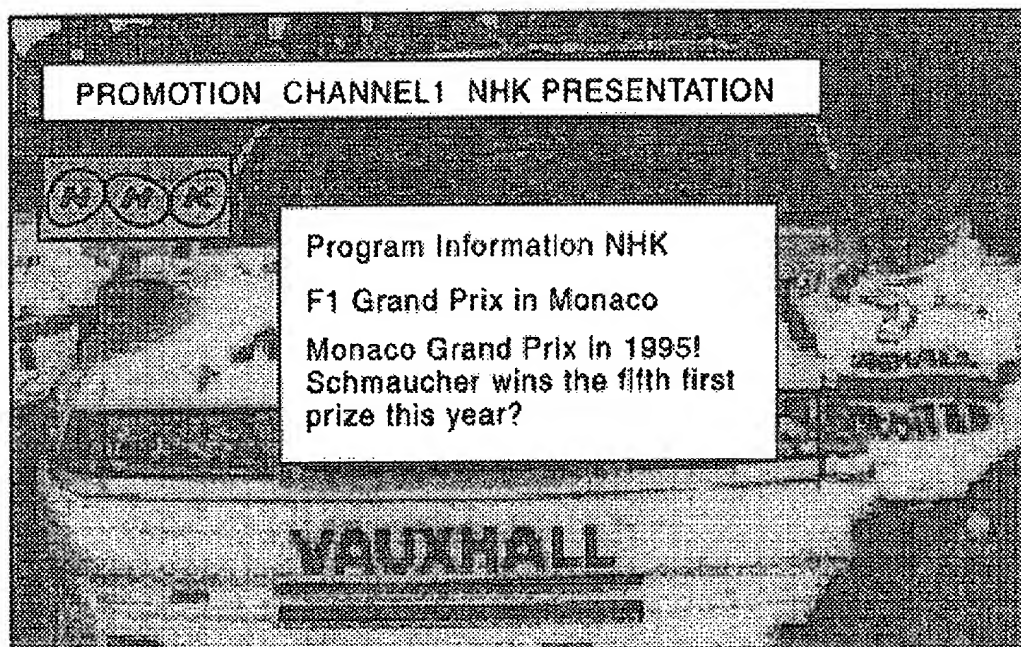 PROMOTION CHANNEL1 NHK PRESENTATION
NHK
Program Information NHK
F1 Grand Prix in Monaco
Monaco Grand Prix in 1995!
Schmaucher wins the fifth first
prize this year?
VAUXHALL